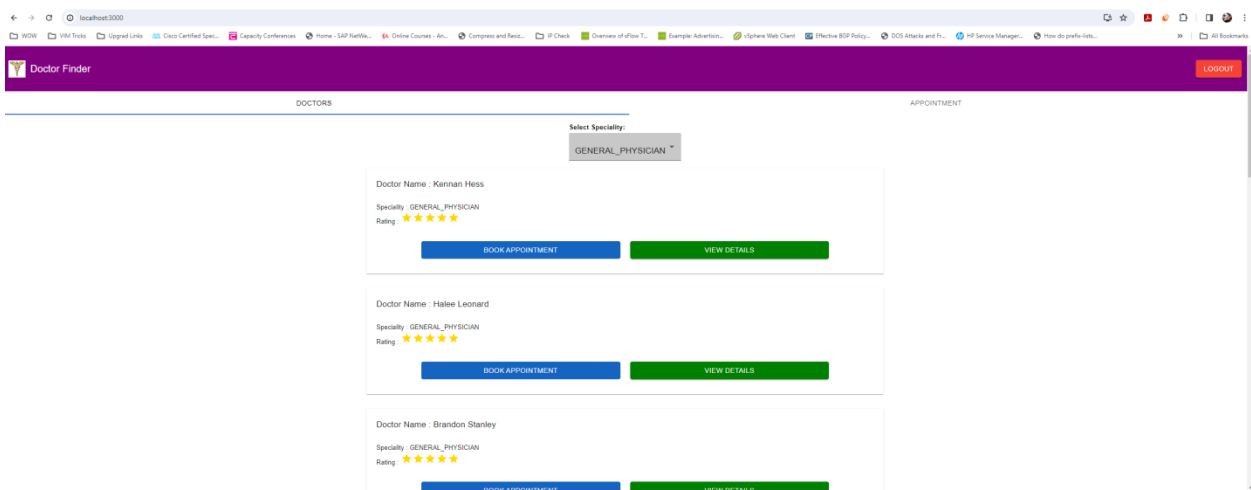 localhost:3000
WOW VIM Tricks Upgrad Links Cisco Certified Spec... Capacity Conferences Home - SAP NetWe... Online Courses - An... Compress and Resiz... IP Check Overview of sFlow T... Example: Advertisin... vSphere Web Client Effective BGP Policy... DOS Attacks and Fr... HP Service Manager... How do prefix-lists... » All Bookmarks
Doctor Finder LOGOUT
DOCTORS APPOINTMENT
Select Speciality:
GENERAL_PHYSICIAN
Doctor Name : Kennan Hess
Speciality : GENERAL_PHYSICIAN
Rating :
BOOK APPOINTMENT VIEW DETAILS
Doctor Name : Halee Leonard
Speciality : GENERAL_PHYSICIAN
Rating :
BOOK APPOINTMENT VIEW DETAILS
Doctor Name : Brandon Stanley
Speciality : GENERAL_PHYSICIAN
Rating :
BOOK APPOINTMENT VIEW DETAILS